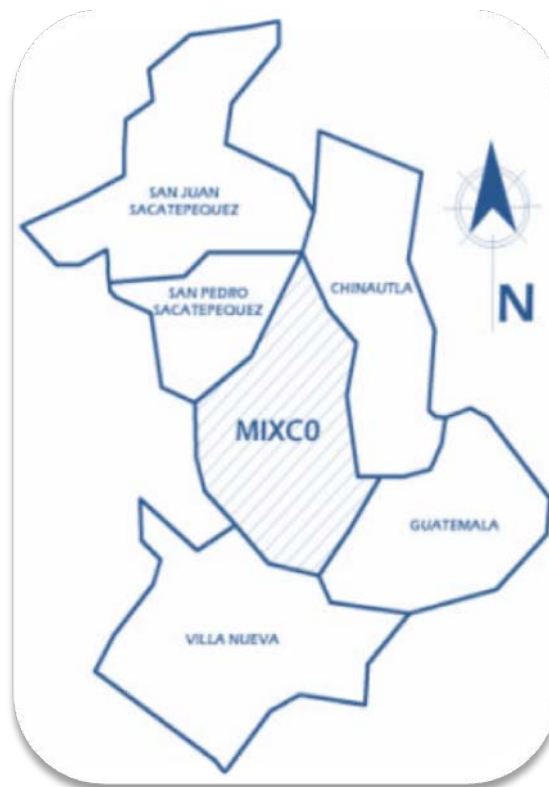 SAN JUAN
SACATEPEQUEZ
SAN PEDRO
SACATEPEQUEZ
CHINAUTLA
N
MIXC0
GUATEMALA
VILLA NUEVA